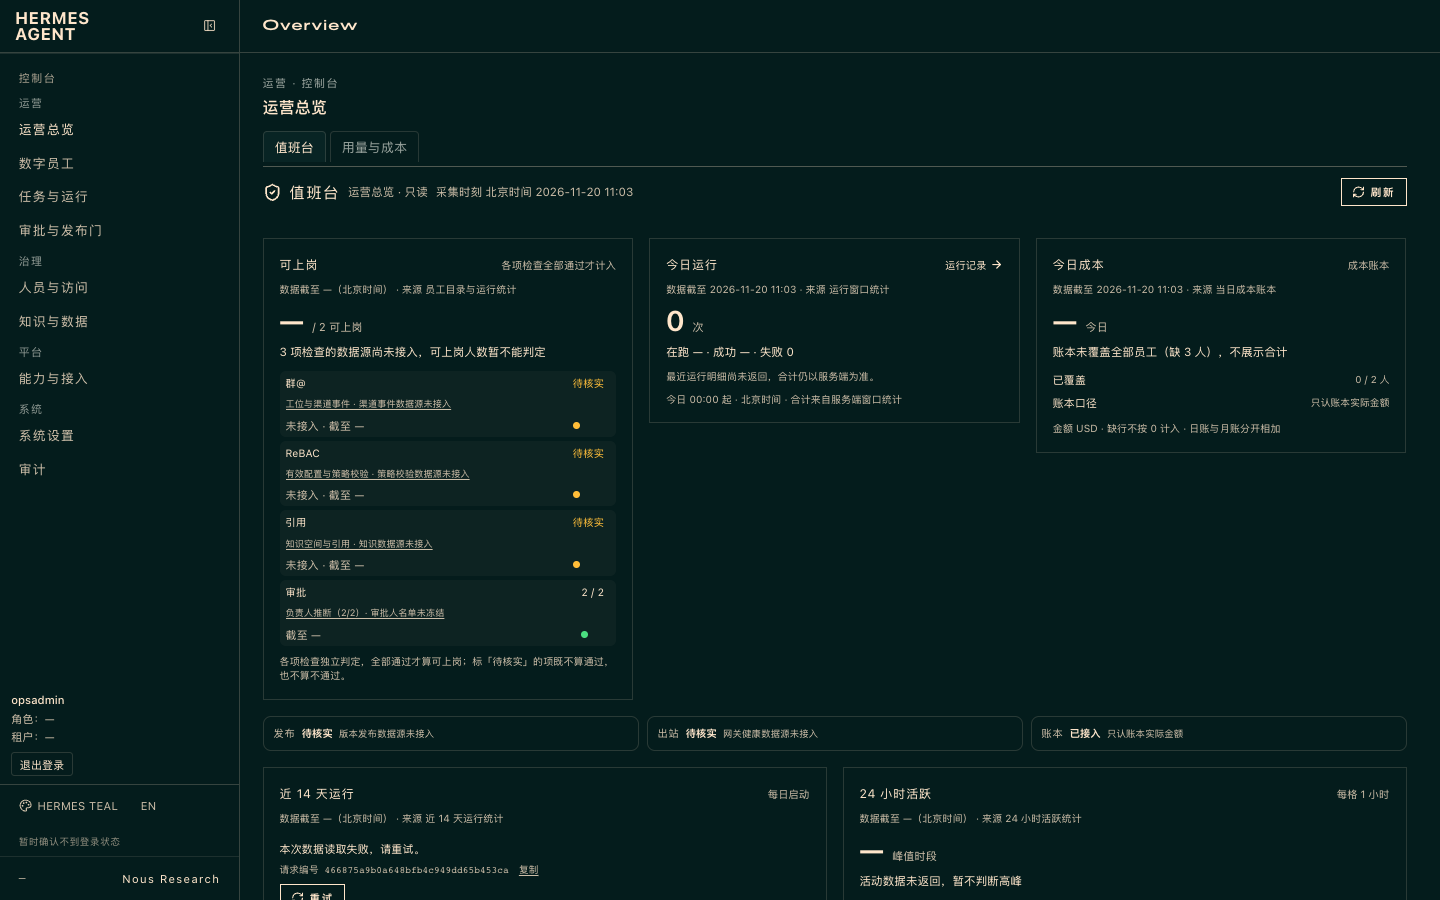 HERMES
AGENT
控制台
运营
运营总览
数字员工
任务与运行
审批与发布门
治理
人员与访问
知识与数据
平台
能力与接入
系统
系统设置
审计
opsadmin
角色： —
租户： —
退出登录
HERMES TEAL EN
暂时确认不到登录状态
— Nous Research
Overview
运营 · 控制台
运营总览
值班台 用量与成本
值班台 运营总览 · 只读 采集时刻 北京时间 2026-11-20 11:03
刷新
可上岗 各项检查全部通过才计入
数据截至 —（北京时间） · 来源 员工目录与运行统计
— / 2 可上岗
3 项检查的数据源尚未接入，可上岗人数暂不能判定
群@ 待核实
工位与渠道事件 · 渠道事件数据源未接入
未接入 · 截至 —
ReBAC 待核实
有效配置与策略校验 · 策略校验数据源未接入
未接入 · 截至 —
引用 待核实
知识空间与引用 · 知识数据源未接入
未接入 · 截至 —
审批 2 / 2
负责人推断（2/2） · 审批人名单未冻结
截至 —
各项检查独立判定，全部通过才算可上岗；标「待核实」的项既不算通过，
也不算不通过。
今日运行 运行记录 →
数据截至 2026-11-20 11:03 · 来源 运行窗口统计
0 次
在跑 — · 成功 — · 失败 0
最近运行明细尚未返回，合计仍以服务端为准。
今日 00:00 起 · 北京时间 · 合计来自服务端窗口统计
今日成本 成本账本
数据截至 2026-11-20 11:03 · 来源 当日成本账本
— 今日
账本未覆盖全部员工（缺 3 人），不展示合计
已覆盖 0 / 2 人
账本口径 只认账本实际金额
金额 USD · 缺行不按 0 计入 · 日账与月账分开相加
发布 待核实 版本发布数据源未接入
出站 待核实 网关健康数据源未接入
账本 已接入 只认账本实际金额
近 14 天运行 每日启动
数据截至 —（北京时间） · 来源 近 14 天运行统计
本次数据读取失败，请重试。
请求编号 466875a9b0a648bfb4c949dd65b453ca 复制
重试
24 小时活跃 每格 1 小时
数据截至 —（北京时间） · 来源 24 小时活跃统计
— 峰值时段
活动数据未返回，暂不判断高峰